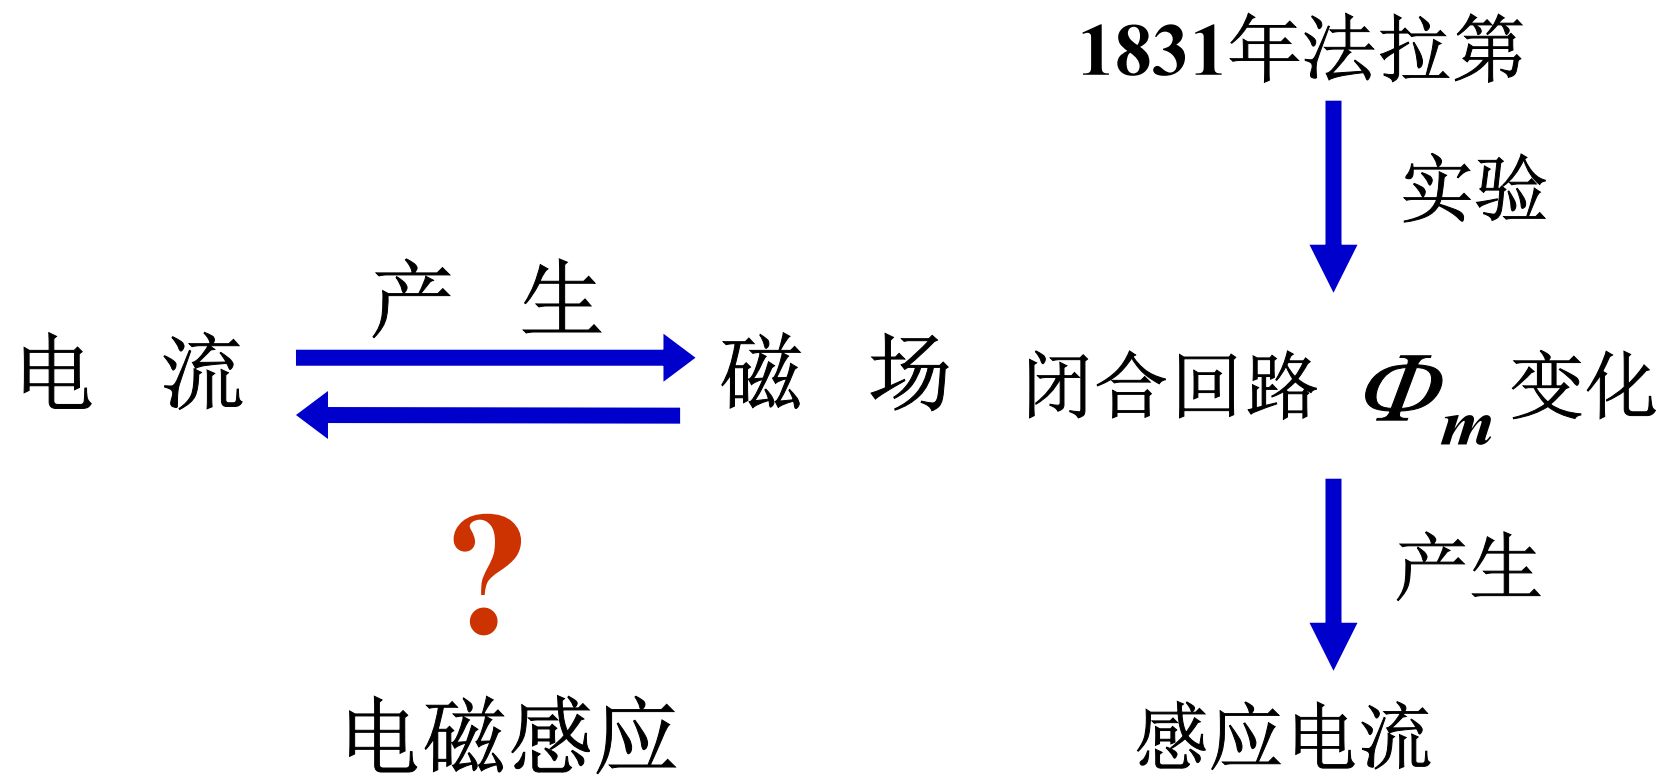 1831年法拉第
实验
产 生
电 流 磁 场 闭合回路 Φm 变化
?
产生
电磁感应 感应电流